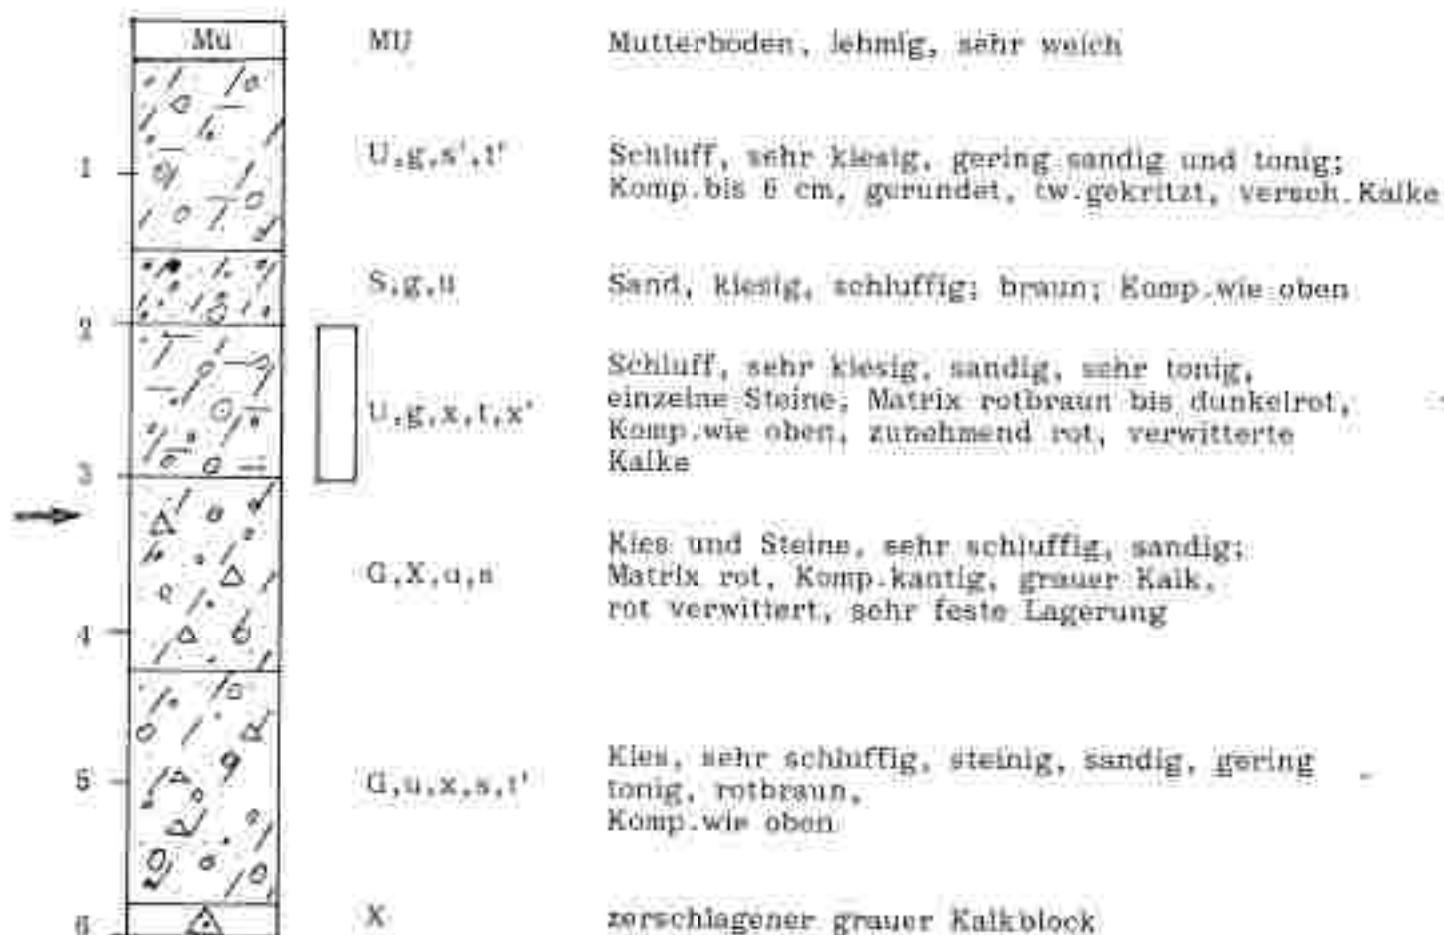 Mu MU Mutterboden, lehmig, sehr weich
1 U,g,s',t' Schluff, sehr kiesig, gering sandig und tonig;
Komp.bis 6 cm, gerundet, tw.gekritzt, versch.Kalke
S,g,u Sand, kiesig, schluffig; braun; Komp.wie oben
2
Schluff, sehr kiesig, sandig, sehr tonig,
U,g,x,t,x' einzelne Steine, Matrix rotbraun bis dunkelrot,
Komp.wie oben, zunehmend rot, verwitterte
Kalke
3
Kies und Steine, sehr schluffig, sandig;
G,X,u,s Matrix rot, Komp.kantig, grauer Kalk,
rot verwittert, sehr feste Lagerung
4
Kies, sehr schluffig, steinig, sandig, gering
5 G,u,x,s,t' tonig, rotbraun,
Komp.wie oben
6 X zerschlagener grauer Kalkblock